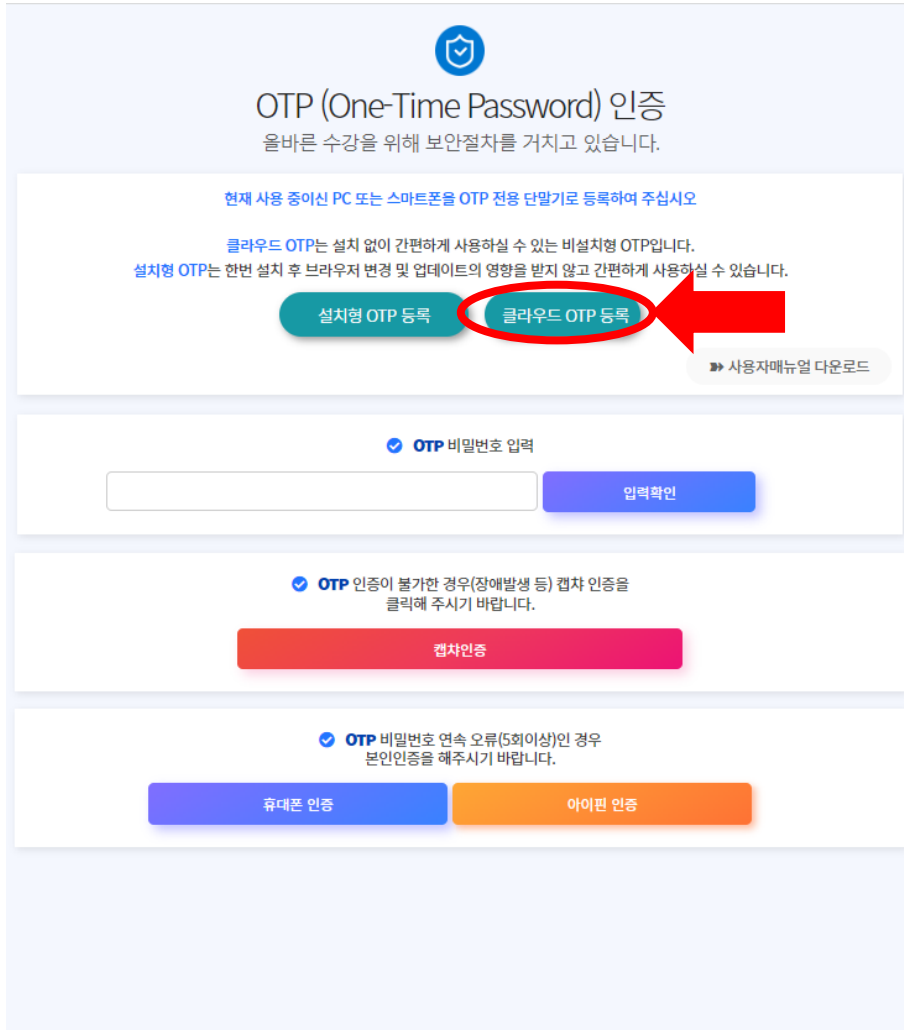 OTP (One-Time Password) 인증
올바른 수강을 위해 보안절차를 거치고 있습니다.
현재 사용 중이신 PC 또는 스마트폰을 OTP 전용 단말기로 등록하여 주십시오
클라우드 OTP는 설치 없이 간편하게 사용하실 수 있는 비설치형 OTP입니다.
설치형 OTP는 한번 설치 후 브라우저 변경 및 업데이트의 영향을 받지 않고 간편하게 사용하실 수 있습니다.
설치형 OTP 등록
클라우드 OTP 등록
사용자매뉴얼 다운로드
OTP 비밀번호 입력
입력확인
OTP 인증이 불가한 경우(장애발생 등) 캡챠 인증을
클릭해 주시기 바랍니다.
캡챠인증
OTP 비밀번호 연속 오류(5회이상)인 경우
본인인증을 해주시기 바랍니다.
휴대폰 인증
아이핀 인증